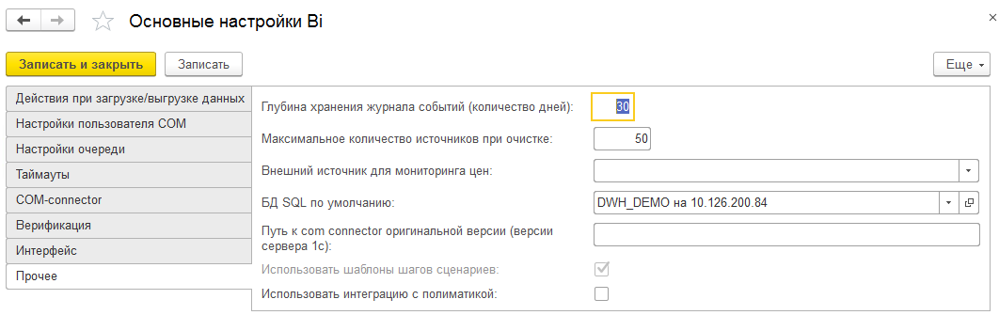 Основные настройки Bi
Записать и закрыть
Записать
Еще
Действия при загрузке/выгрузке данных
Настройки пользователя COM
Настройки очереди
Таймауты
COM-connector
Верификация
Интерфейс
Прочее
Глубина хранения журнала событий (количество дней): 30
Максимальное количество источников при очистке: 50
Внешний источник для мониторинга цен:
БД SQL по умолчанию: DWH_DEMO на 10.126.200.84
Путь к com connector оригинальной версии (версии
сервера 1с):
Использовать шаблоны шагов сценариев:
Использовать интеграцию с полиматикой: